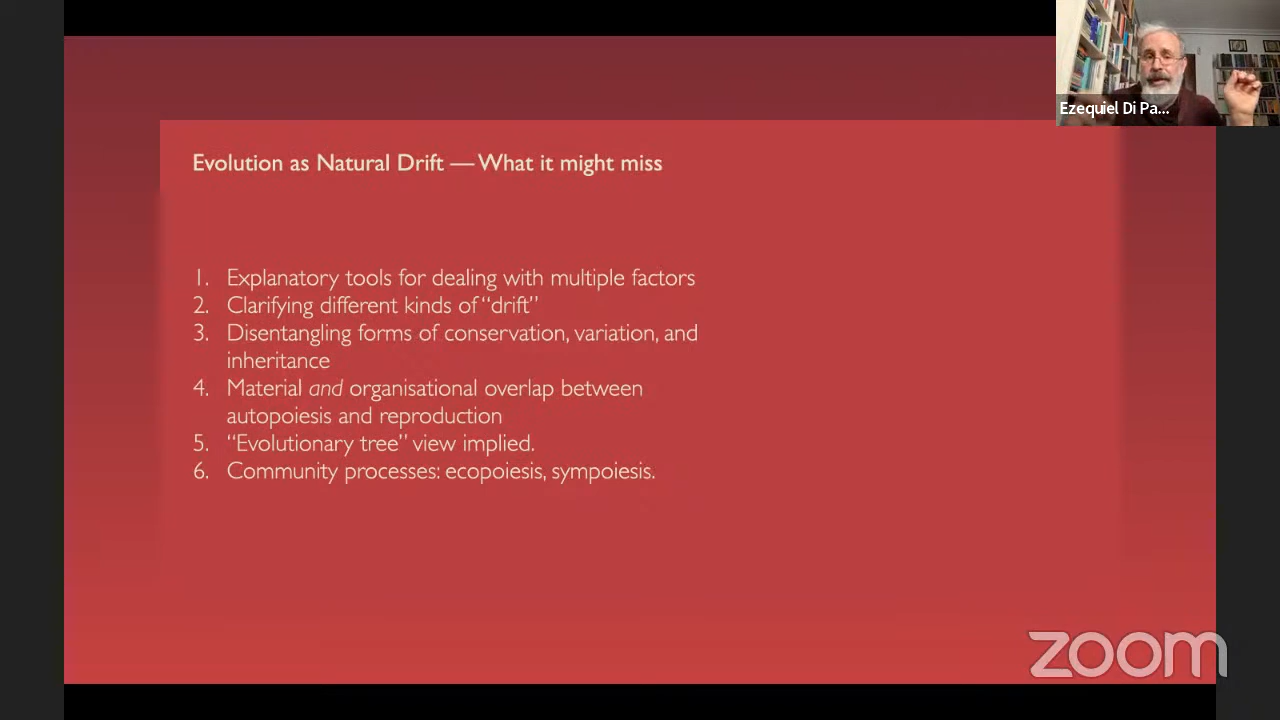 Ezequiel Di Pa...
Evolution as Natural Drift — What it might miss
1. Explanatory tools for dealing with multiple factors
2. Clarifying different kinds of “drift”
3. Disentangling forms of conservation, variation, and
inheritance
4. Material and organisational overlap between
autopoiesis and reproduction
5. “Evolutionary tree” view implied.
6. Community processes: ecopoiesis, sympoiesis.
zoom